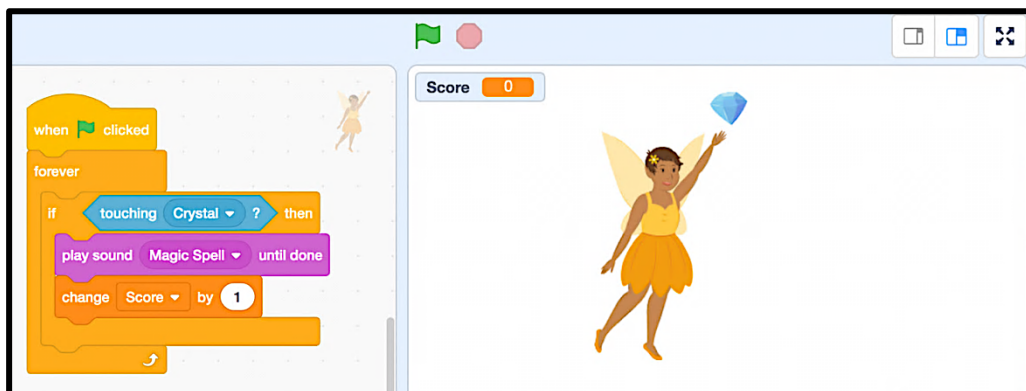 Score 0
when clicked
forever
if touching Crystal ? then
play sound Magic Spell until done
change Score by 1